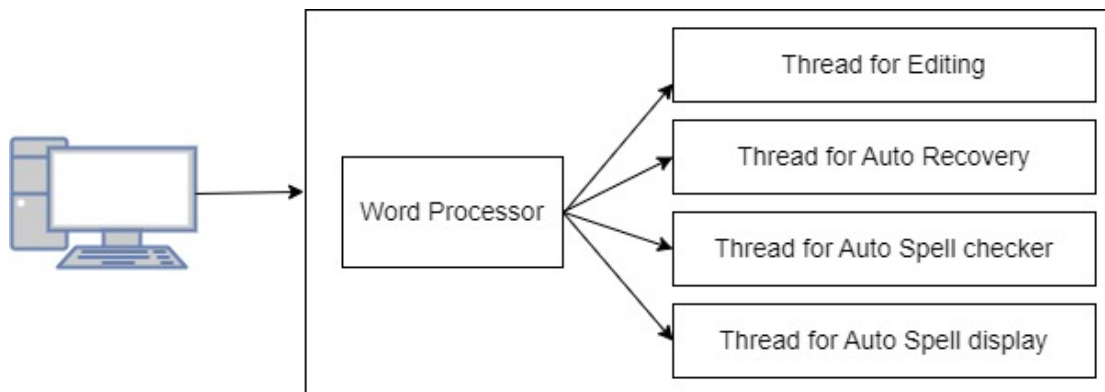 Thread for Editing
Thread for Auto Recovery
Word Processor
Thread for Auto Spell checker
Thread for Auto Spell display